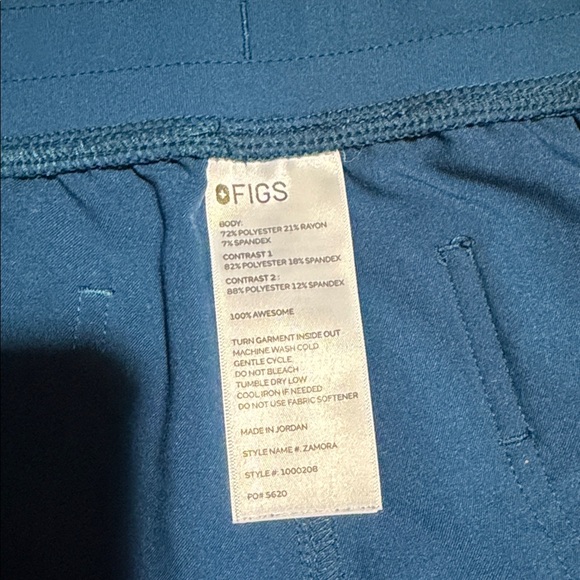 FIGS
BODY:
72% POLYESTER 21% RAYON
7% SPANDEX
CONTRAST 1
82% POLYESTER 18% SPANDEX
CONTRAST 2 :
88% POLYESTER 12% SPANDEX
100% AWESOME
TURN GARMENT INSIDE OUT
MACHINE WASH COLD
GENTLE CYCLE
DO NOT BLEACH
TUMBLE DRY LOW
COOL IRON IF NEEDED
DO NOT USE FABRIC SOFTENER
MADE IN JORDAN
STYLE NAME #: ZAMORA
STYLE #: 1000208
PO# 5620